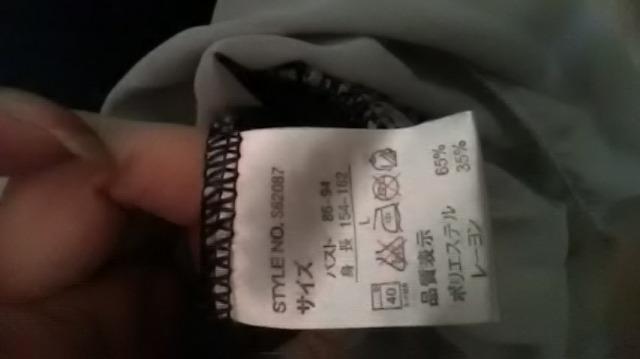 STYLE NO. S62087
サイズ
バスト 86-94
身長 154-162
L
40
品質表示
ポリエステル 65%
レーヨン 35%